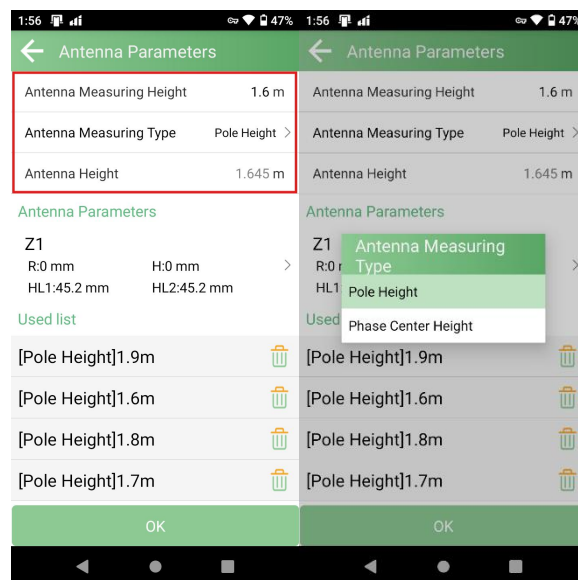 1:56
47%
Antenna Parameters
Antenna Measuring Height 1.6 m
Antenna Measuring Type Pole Height
Antenna Height 1.645 m
Antenna Parameters
Z1
R:0 mm H:0 mm
HL1:45.2 mm HL2:45.2 mm
Used list
[Pole Height]1.9m
[Pole Height]1.6m
[Pole Height]1.8m
[Pole Height]1.7m
OK
1:56
47%
Antenna Parameters
Antenna Measuring Height 1.6 m
Antenna Measuring Type Pole Height
Antenna Height 1.645 m
Antenna Parameters
Z1
R:0
HL1
Antenna Measuring
Type
Pole Height
Phase Center Height
Used
[Pole Height]1.9m
[Pole Height]1.6m
[Pole Height]1.8m
[Pole Height]1.7m
OK